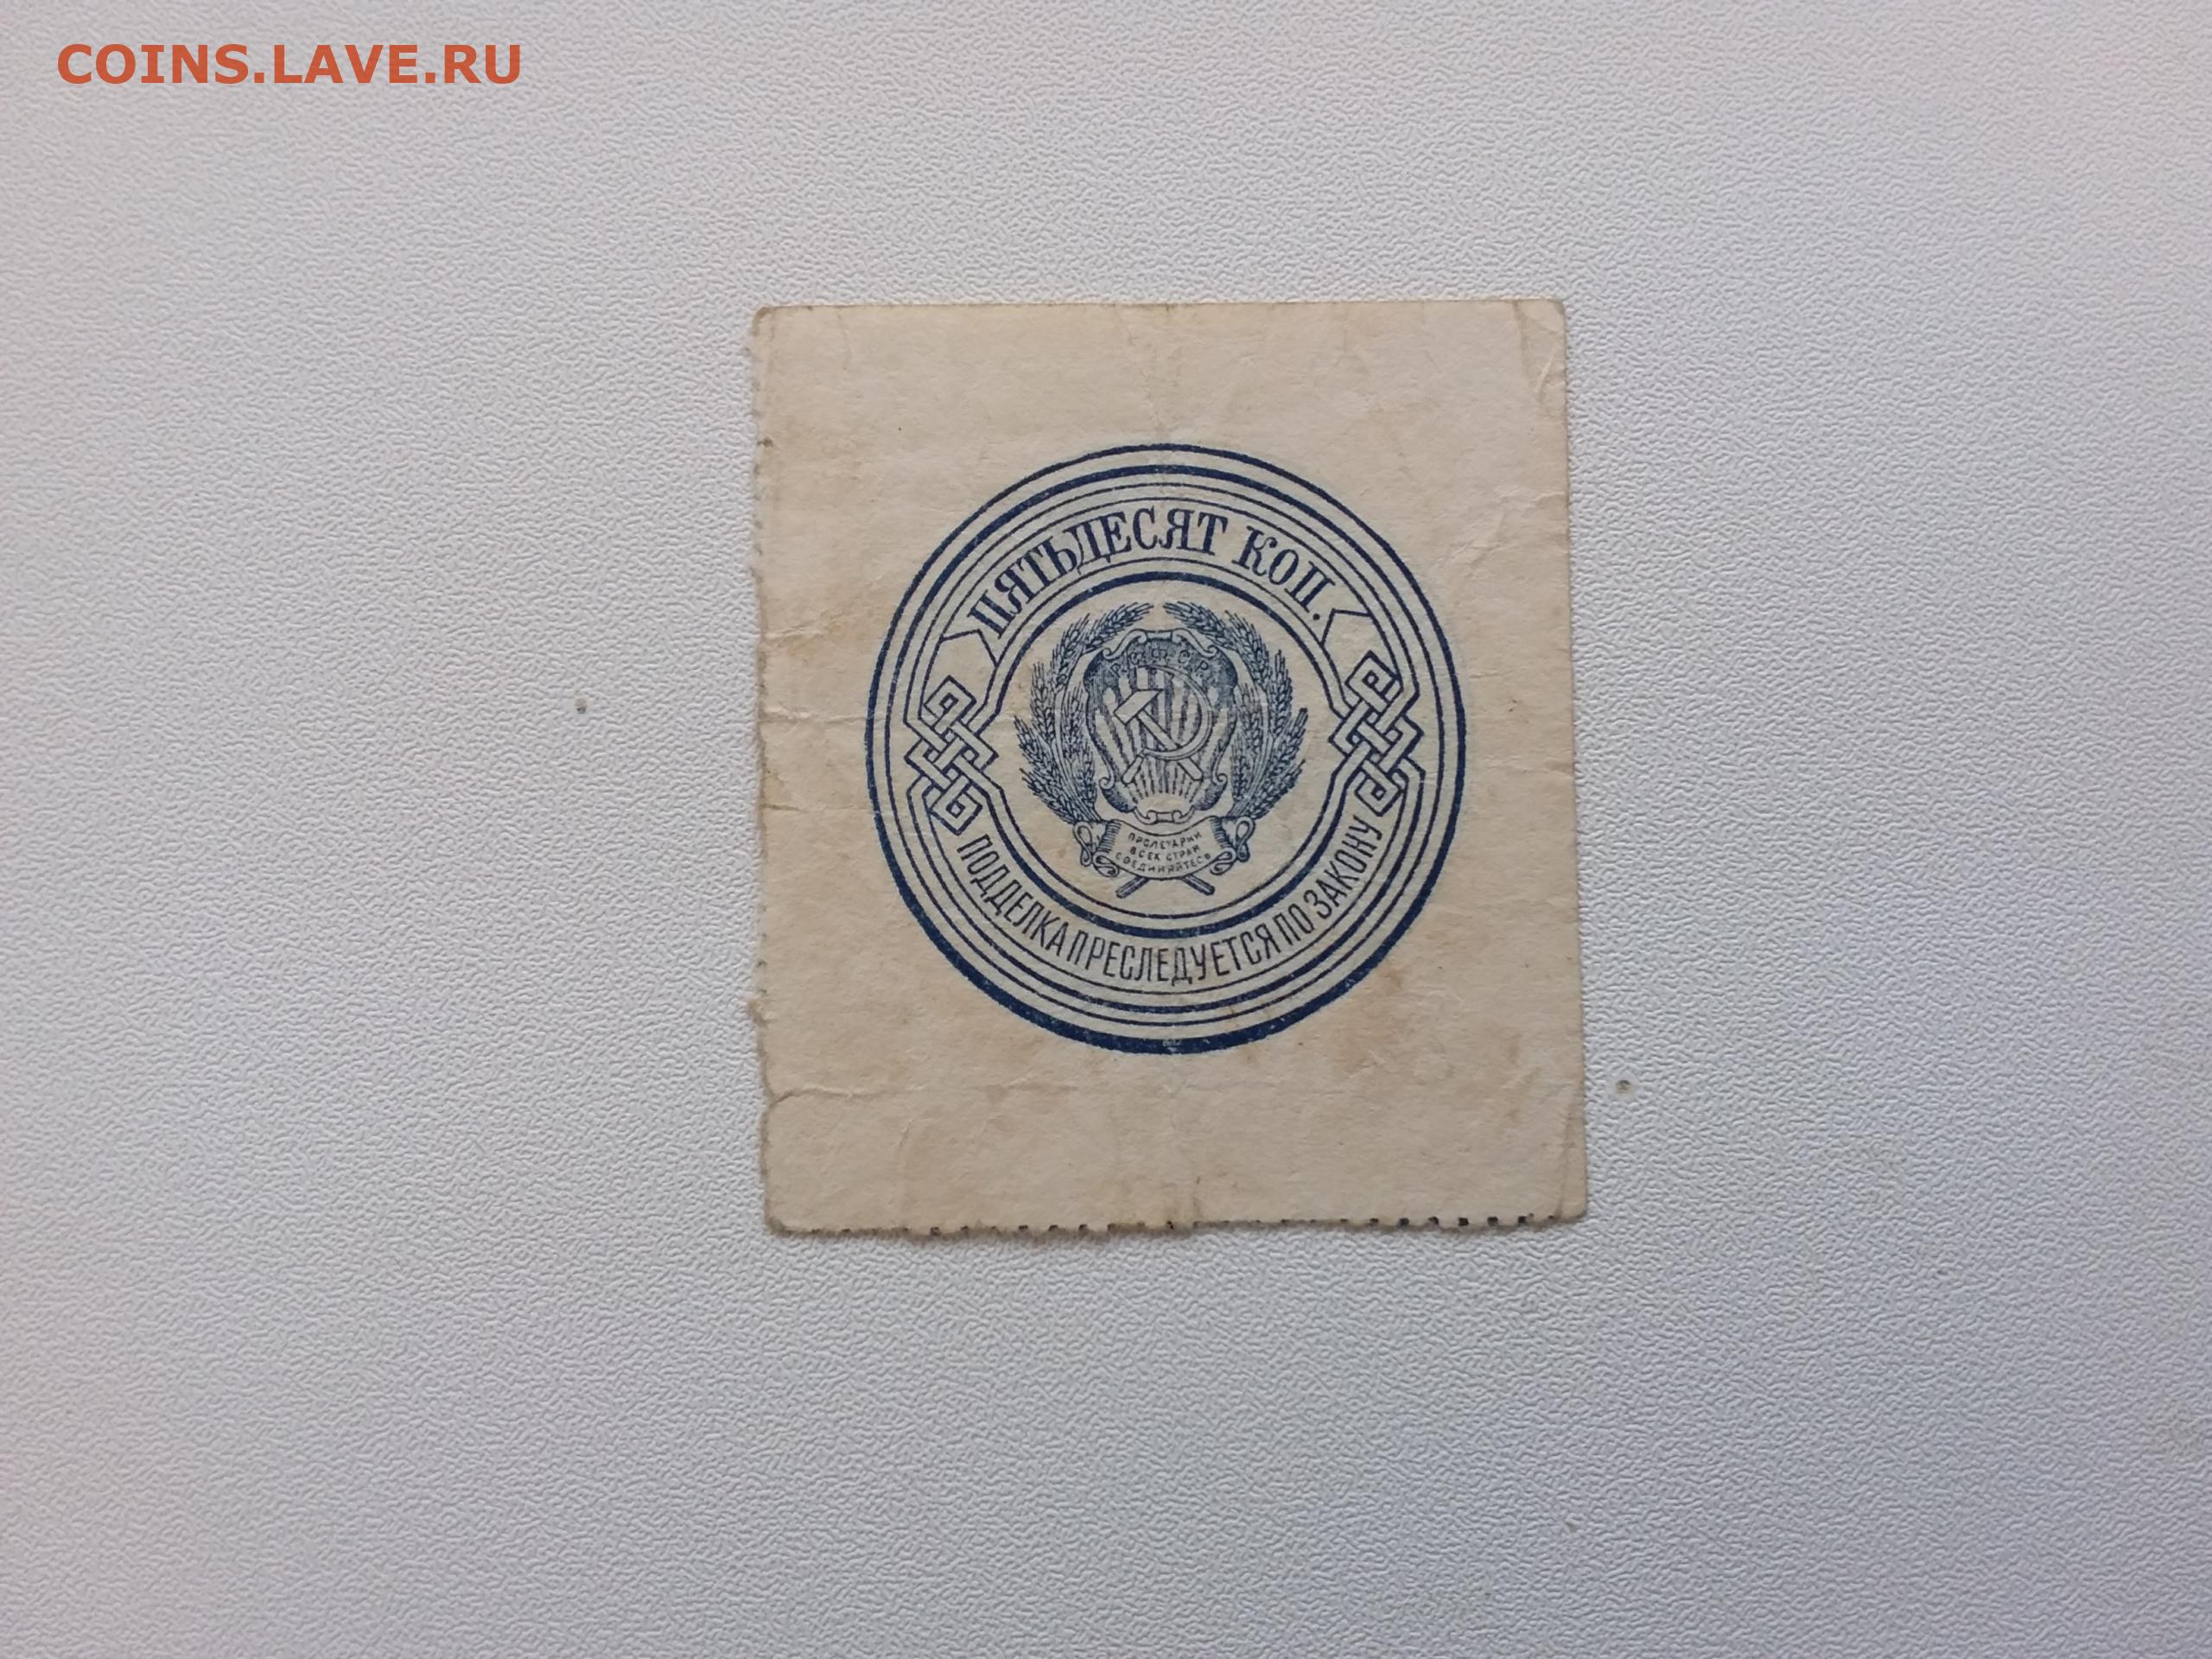 COINS.LAVE.RU
ПЯТЬДЕСЯТ КОП.
Р.С.Ф.С.Р.
ПРОЛЕТАРИИ
ВСЕХ СТРАН
СОЕДИНЯЙТЕСЬ
ПОДДЕЛКА ПРЕСЛЕДУЕТСЯ ПО ЗАКОНУ